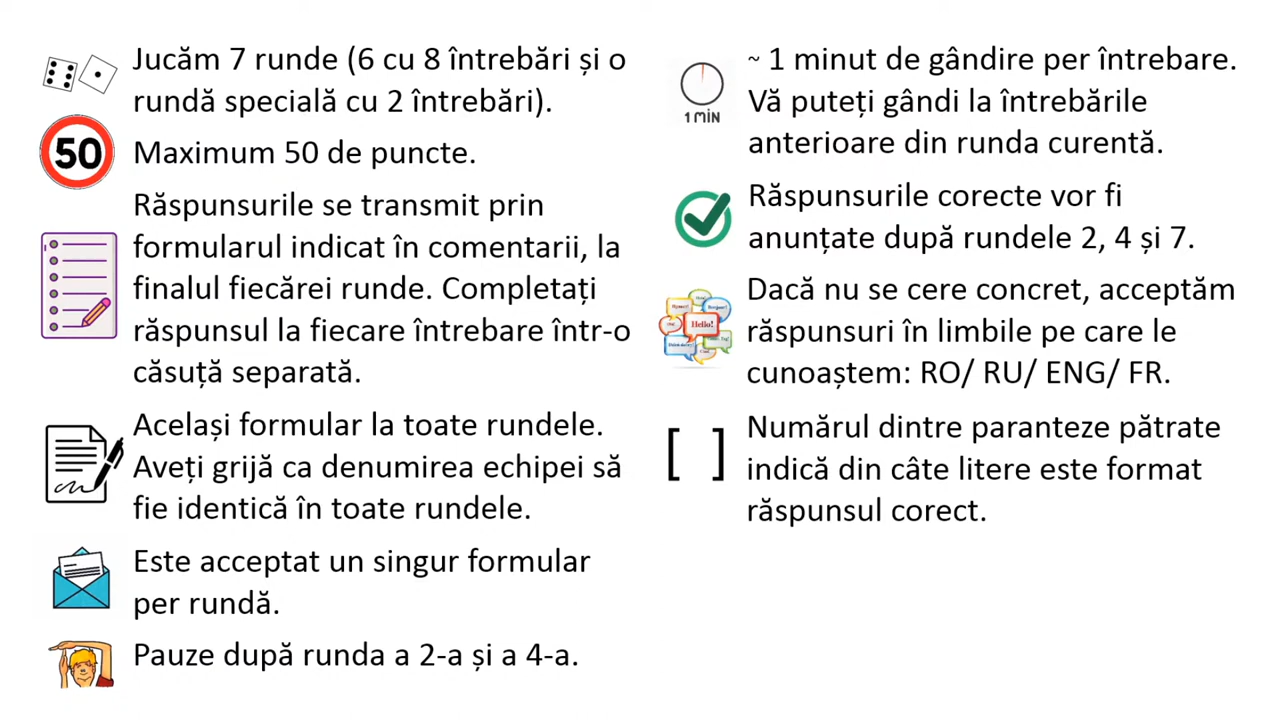 Jucăm 7 runde (6 cu 8 întrebări și o
rundă specială cu 2 întrebări).
50
Maximum 50 de puncte.
Răspunsurile se transmit prin
formularul indicat în comentarii, la
finalul fiecărei runde. Completați
răspunsul la fiecare întrebare într-o
căsuță separată.
Același formular la toate rundele.
Aveți grijă ca denumirea echipei să
fie identică în toate rundele.
Este acceptat un singur formular
per rundă.
Pauze după runda a 2-a și a 4-a.
~ 1 minut de gândire per întrebare.
Vă puteți gândi la întrebările
anterioare din runda curentă.
1 MIN
Răspunsurile corecte vor fi
anunțate după rundele 2, 4 și 7.
Dacă nu se cere concret, acceptăm
răspunsuri în limbile pe care le
cunoaștem: RO/ RU/ ENG/ FR.
Hello!
[ ]
Numărul dintre paranteze pătrate
indică din câte litere este format
răspunsul corect.